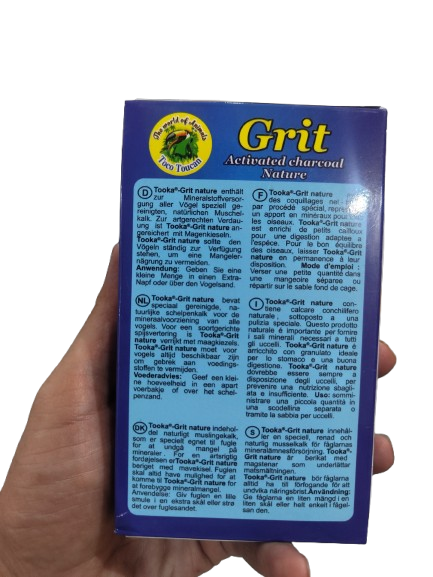 The world of Animals
Toco Toucan
Grit
Activated charcoal
Nature
D Tooka®-Grit nature enthält
zur Mineralstoffversor-
gung aller Vögel speziell ge-
reinigten, natürlichen Muschel-
kalk. Zur artgerechten Verdau-
ung ist Tooka®-Grit nature an-
gereichert mit Magenkieseln.
Tooka®-Grit nature sollte den
Vögeln ständig zur Verfügung
stehen, um eine Mangeler-
nägrung zu vermeiden.
Anwendung: Geben Sie eine
kleine Menge in einen Extra-
Napf oder über den Vogelsand.
F Tooka®-Grit nature
des coquillages
par procédé spécial,
un apport en minéraux pour
les oiseaux. Tooka®-Grit nature
est enrichi de petits cailloux
pour une digestion adaptée a
l'espèce. Pour le bon équilibra
des oiseaux, laisser Tooka®-Grit
nature en permanence à leur
disposition. Mode d'emploi :
Verser une petite quantité dans
une mangeoire séparée ou
répartir sur le sable fond de cage.
NL Tooka®-Grit nature bevat
speciaal gereinigde, na-
tuurlijke schelpenkalk voor de
mineraalvoorziening van alle
vogels. Voor een soortgerichte
spijsvertering is Tooka®-Grit
nature verrijkt met maagkiezels.
Tooka®-Grit nature moet voor
vogels altijd beschikbaar zijn
om gebrek aan voedings-
stoffen te vermijden.
Voederadvies: Geef een klei-
ne hoeveelheid in een apart
voerbakje of over het schel-
penzand.
I Tooka®-Grit nature con-
tiene calcare conchilifero
naturale, sottoposto a una
pulizia speciale. Questo prodotto
naturale è importante per fornire
i sali minerali necessari a tutti
gli uccelli. Tooka®-Grit nature è
arricchito con granulato ideale
per lo stomaco e una buona
digestione. Tooka®-Grit nature
dovrebbe essere sempre a
disposizione degli uccelli, per
prevenire una nutrizione sbagli-
ata e insufficiente. Uso: sommi-
nistrare una piccola quantità in
una scodellina separata o
tramite la sabbia per uccelli.
DK Tooka®-Grit nature indehol-
det naturligt muslingekalk,
som er speciell egnet til fugle
for at undgå mangel på
mineraler. For en artenrigtig
fordøjelsen er Tooka®-Grit nature
beriget med mavekisel. Fuglen
skal altid have mulighed for at
komme til Tooka®-Grit nature for
at forebygge mineralmangel.
Anvendelse: Giv fuglen en lille
smule i en ekstra skål eller strø
det over fuglesandet.
S Tooka®-Grit nature innehål-
ler en speciell, renad och
naturlig musselkalk för fåglarnas
mineralämnesförsörjning. Tooka®-
Grit nature är berikat med
magstenar som underlättar
matsmältningen.
Tooka®-Grit nature bör fåglarna
alltid ha till förfogande för att
undvika näringsbrist. Användning:
Ge fåglarna en liten mängd i en
liten skål eller helt enkelt i fågel-
san den.